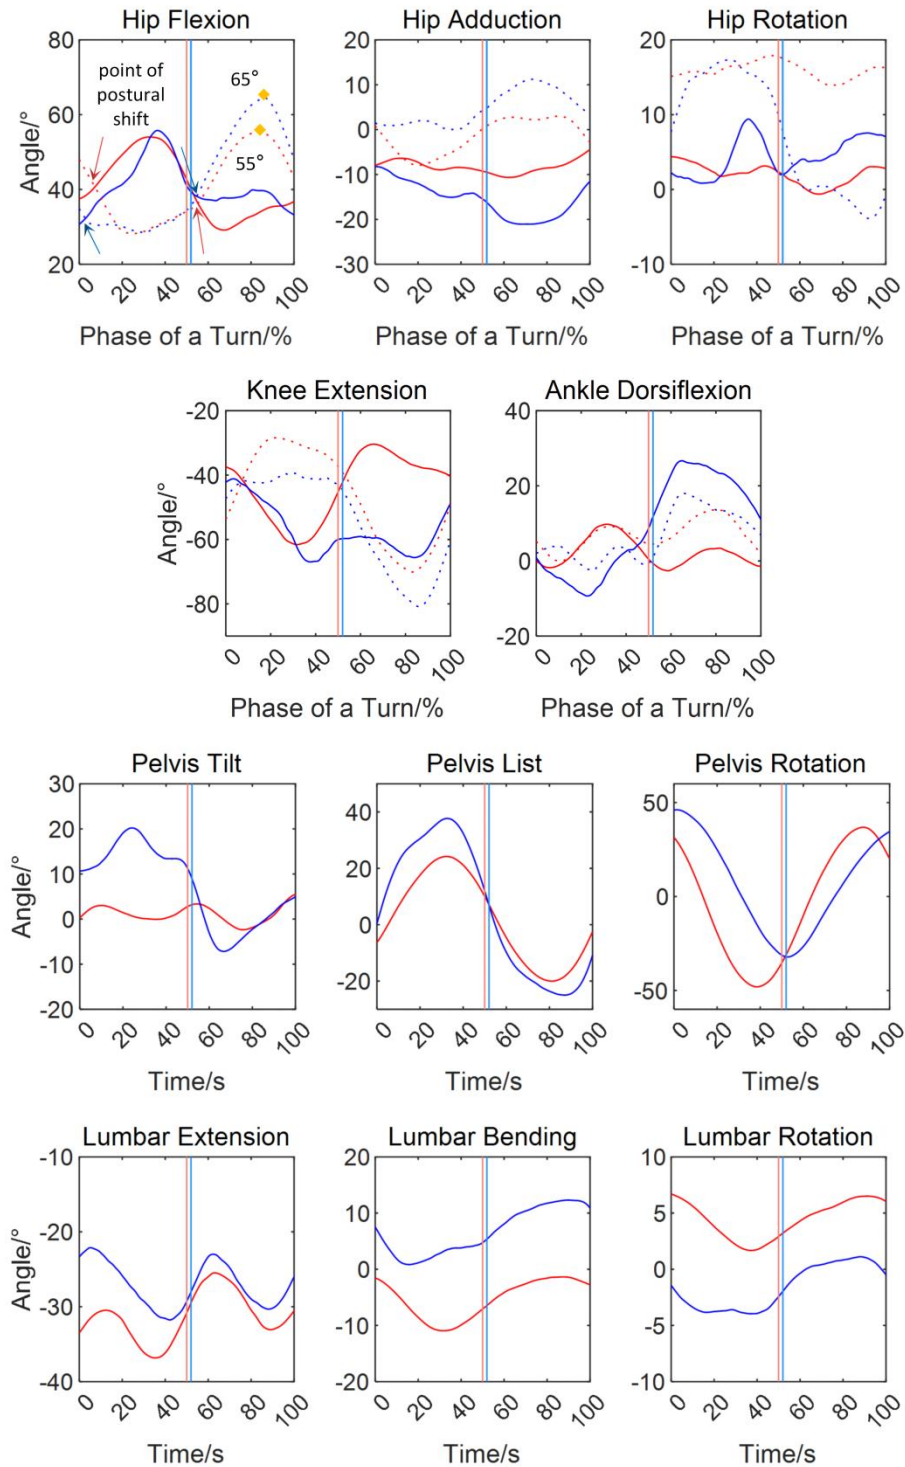 Hip Flexion
Hip Adduction
Hip Rotation
80
60
40
20
Angle/°
point of
postural
shift
65°
55°
0 20 40 60 80 100
Phase of a Turn/%
20
10
0
-10
-20
-30
0 20 40 60 80 100
Phase of a Turn/%
20
10
0
-10
0 20 40 60 80 100
Phase of a Turn/%
Knee Extension
Ankle Dorsiflexion
-20
-40
-60
-80
Angle/°
0 20 40 60 80 100
Phase of a Turn/%
40
20
0
-20
0 20 40 60 80 100
Phase of a Turn/%
Pelvis Tilt
Pelvis List
Pelvis Rotation
30
20
10
0
-10
-20
Angle/°
0 20 40 60 80 100
Time/s
40
20
0
-20
0 20 40 60 80 100
Time/s
50
0
-50
0 20 40 60 80 100
Time/s
Lumbar Extension
Lumbar Bending
Lumbar Rotation
-10
-20
-30
-40
Angle/°
0 20 40 60 80 100
Time/s
20
10
0
-10
-20
0 20 40 60 80 100
Time/s
10
5
0
-5
-10
0 20 40 60 80 100
Time/s